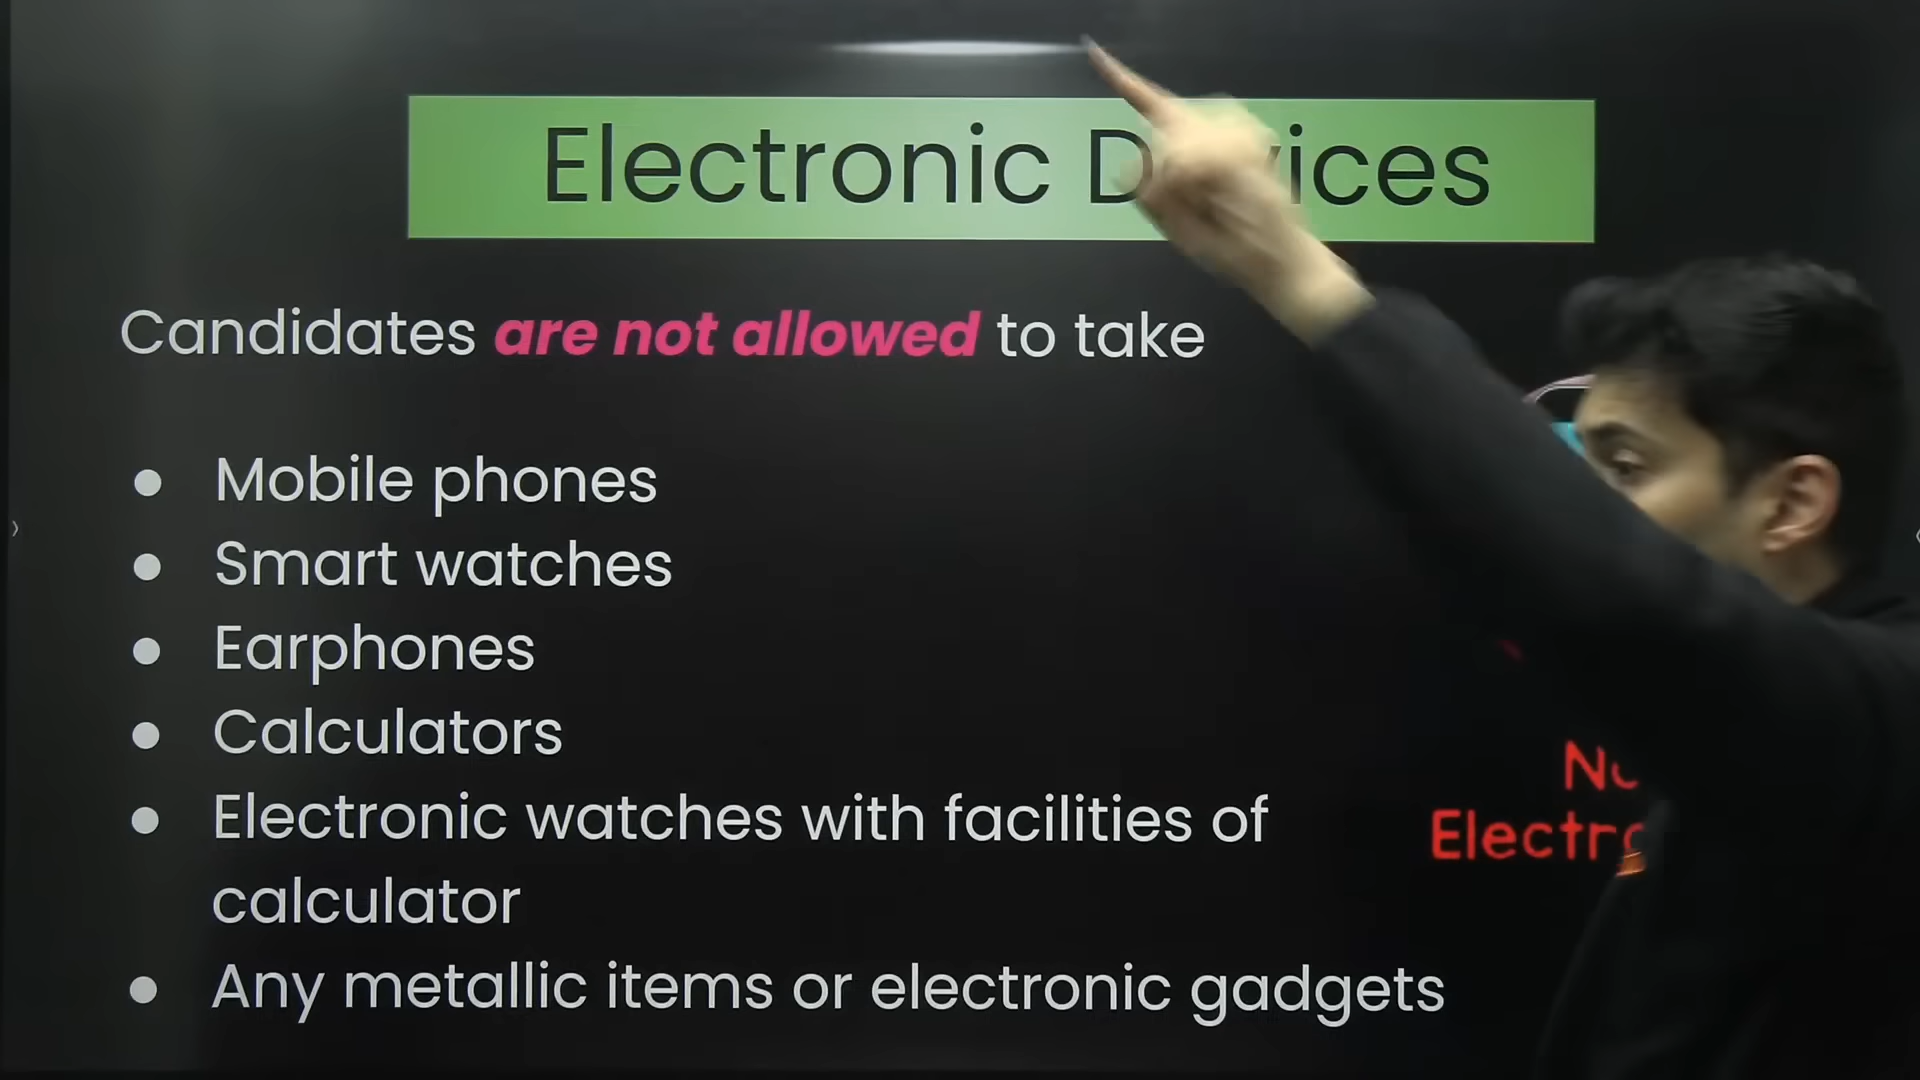 Electronic
Candidates are not allowed to take
● Mobile phones
● Smart watches
● Earphones
● Calculators
● Electronic watches with facilities of
calculator
● Any metallic items or electronic gadgets